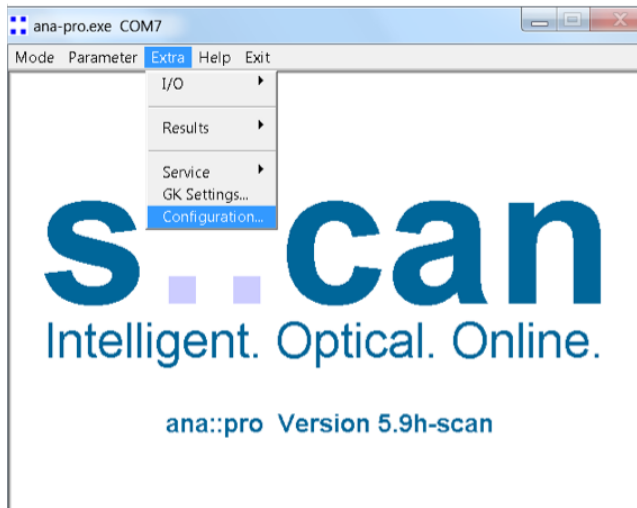 ana-pro.exe COM7
Mode Parameter Extra Help Exit
I/O
Results
Service
GK Settings...
Configuration...
s::can
Intelligent. Optical. Online.
ana::pro Version 5.9h-scan